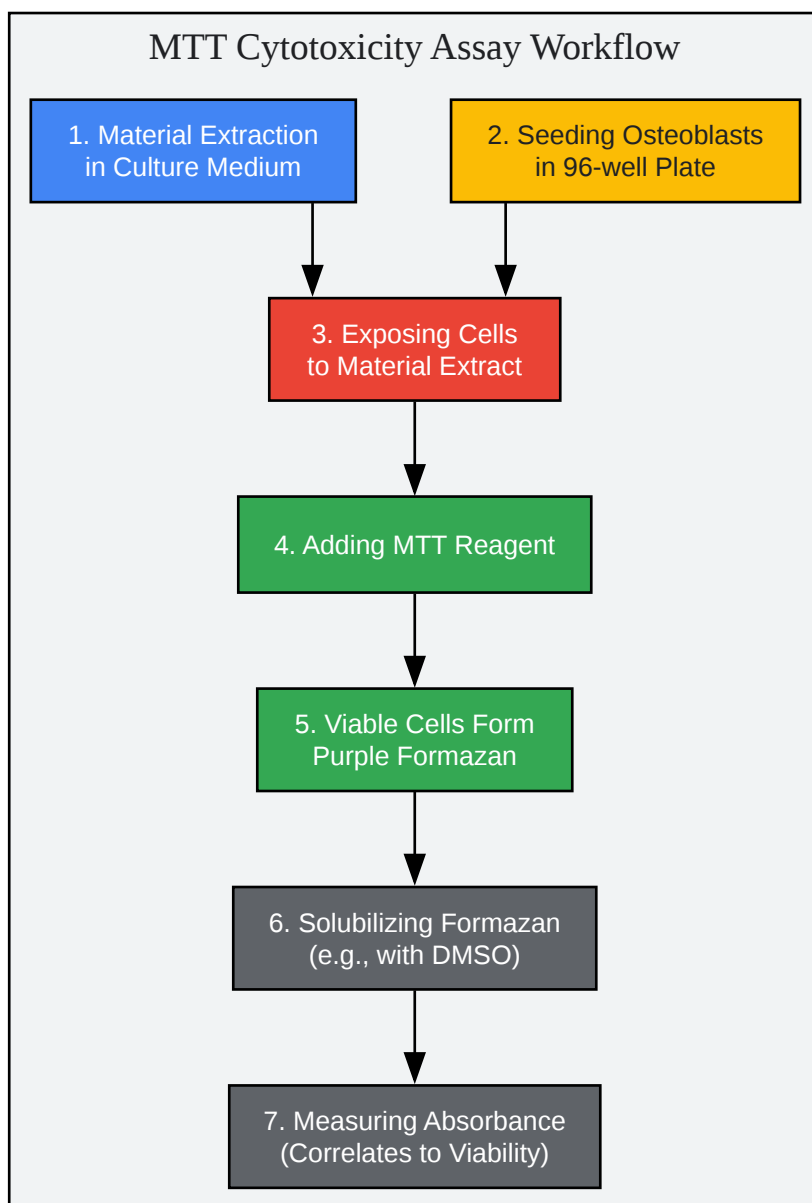 MTT Cytotoxicity Assay Workflow
1. Material Extraction
in Culture Medium
2. Seeding Osteoblasts
in 96-well Plate
3. Exposing Cells
to Material Extract
4. Adding MTT Reagent
5. Viable Cells Form
Purple Formazan
6. Solubilizing Formazan
(e.g., with DMSO)
7. Measuring Absorbance
(Correlates to Viability)